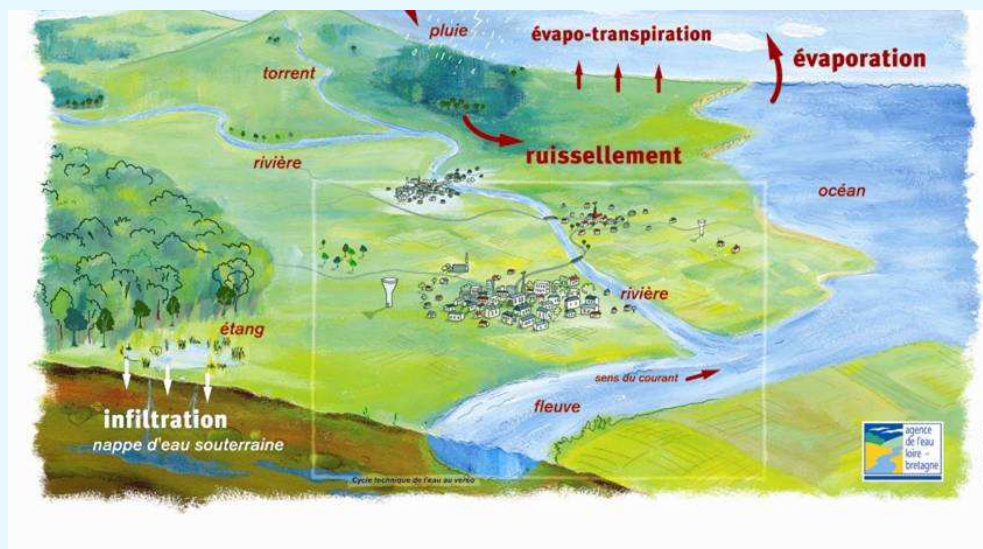 pluie
évapo-transpiration
évaporation
torrent
rivière
ruissellement
océan
rivière
étang
sens du courant
fleuve
infiltration
nappe d'eau souterraine
Cycle technique de l'eau au verso
agence
de l'eau
loire –
bretagne